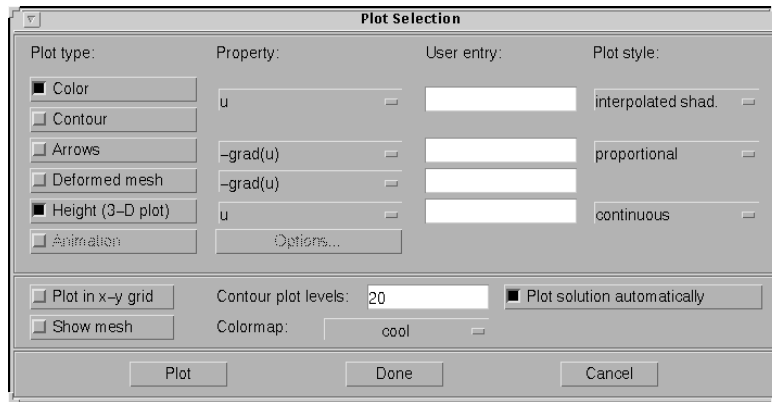 Plot Selection
Plot type: Property: User entry: Plot style:
Color
u interpolated shad.
Contour
Arrows -grad(u) proportional
Deformed mesh -grad(u)
Height (3-D plot) u continuous
Animation Options...
Plot in x-y grid Contour plot levels: 20 Plot solution automatically
Show mesh Colormap: cool
Plot Done Cancel